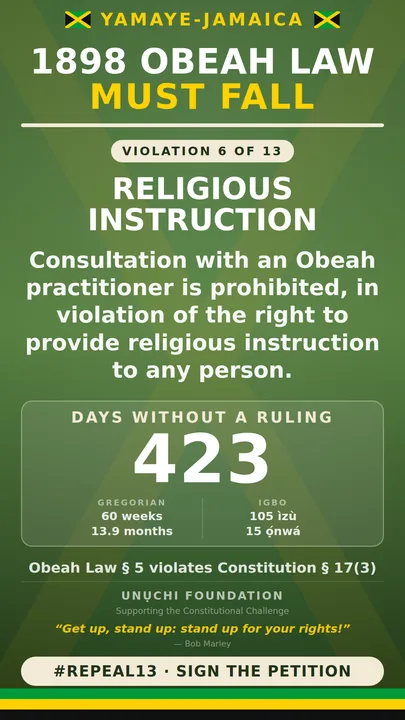 YAMAYE-JAMAICA
1898 OBEAH LAW
MUST FALL
VIOLATION 6 OF 13
RELIGIOUS
INSTRUCTION
Consultation with an Obeah
practitioner is prohibited, in
violation of the right to
provide religious instruction
to any person.
DAYS WITHOUT A RULING
423
GREGORIAN
60 weeks
13.9 months
IGBO
105 ìzù
15 ọ́nwá
Obeah Law § 5 violates Constitution § 17(3)
UNỤCHI FOUNDATION
Supporting the Constitutional Challenge
“Get up, stand up: stand up for your rights!”
— Bob Marley
#REPEAL13 · SIGN THE PETITION